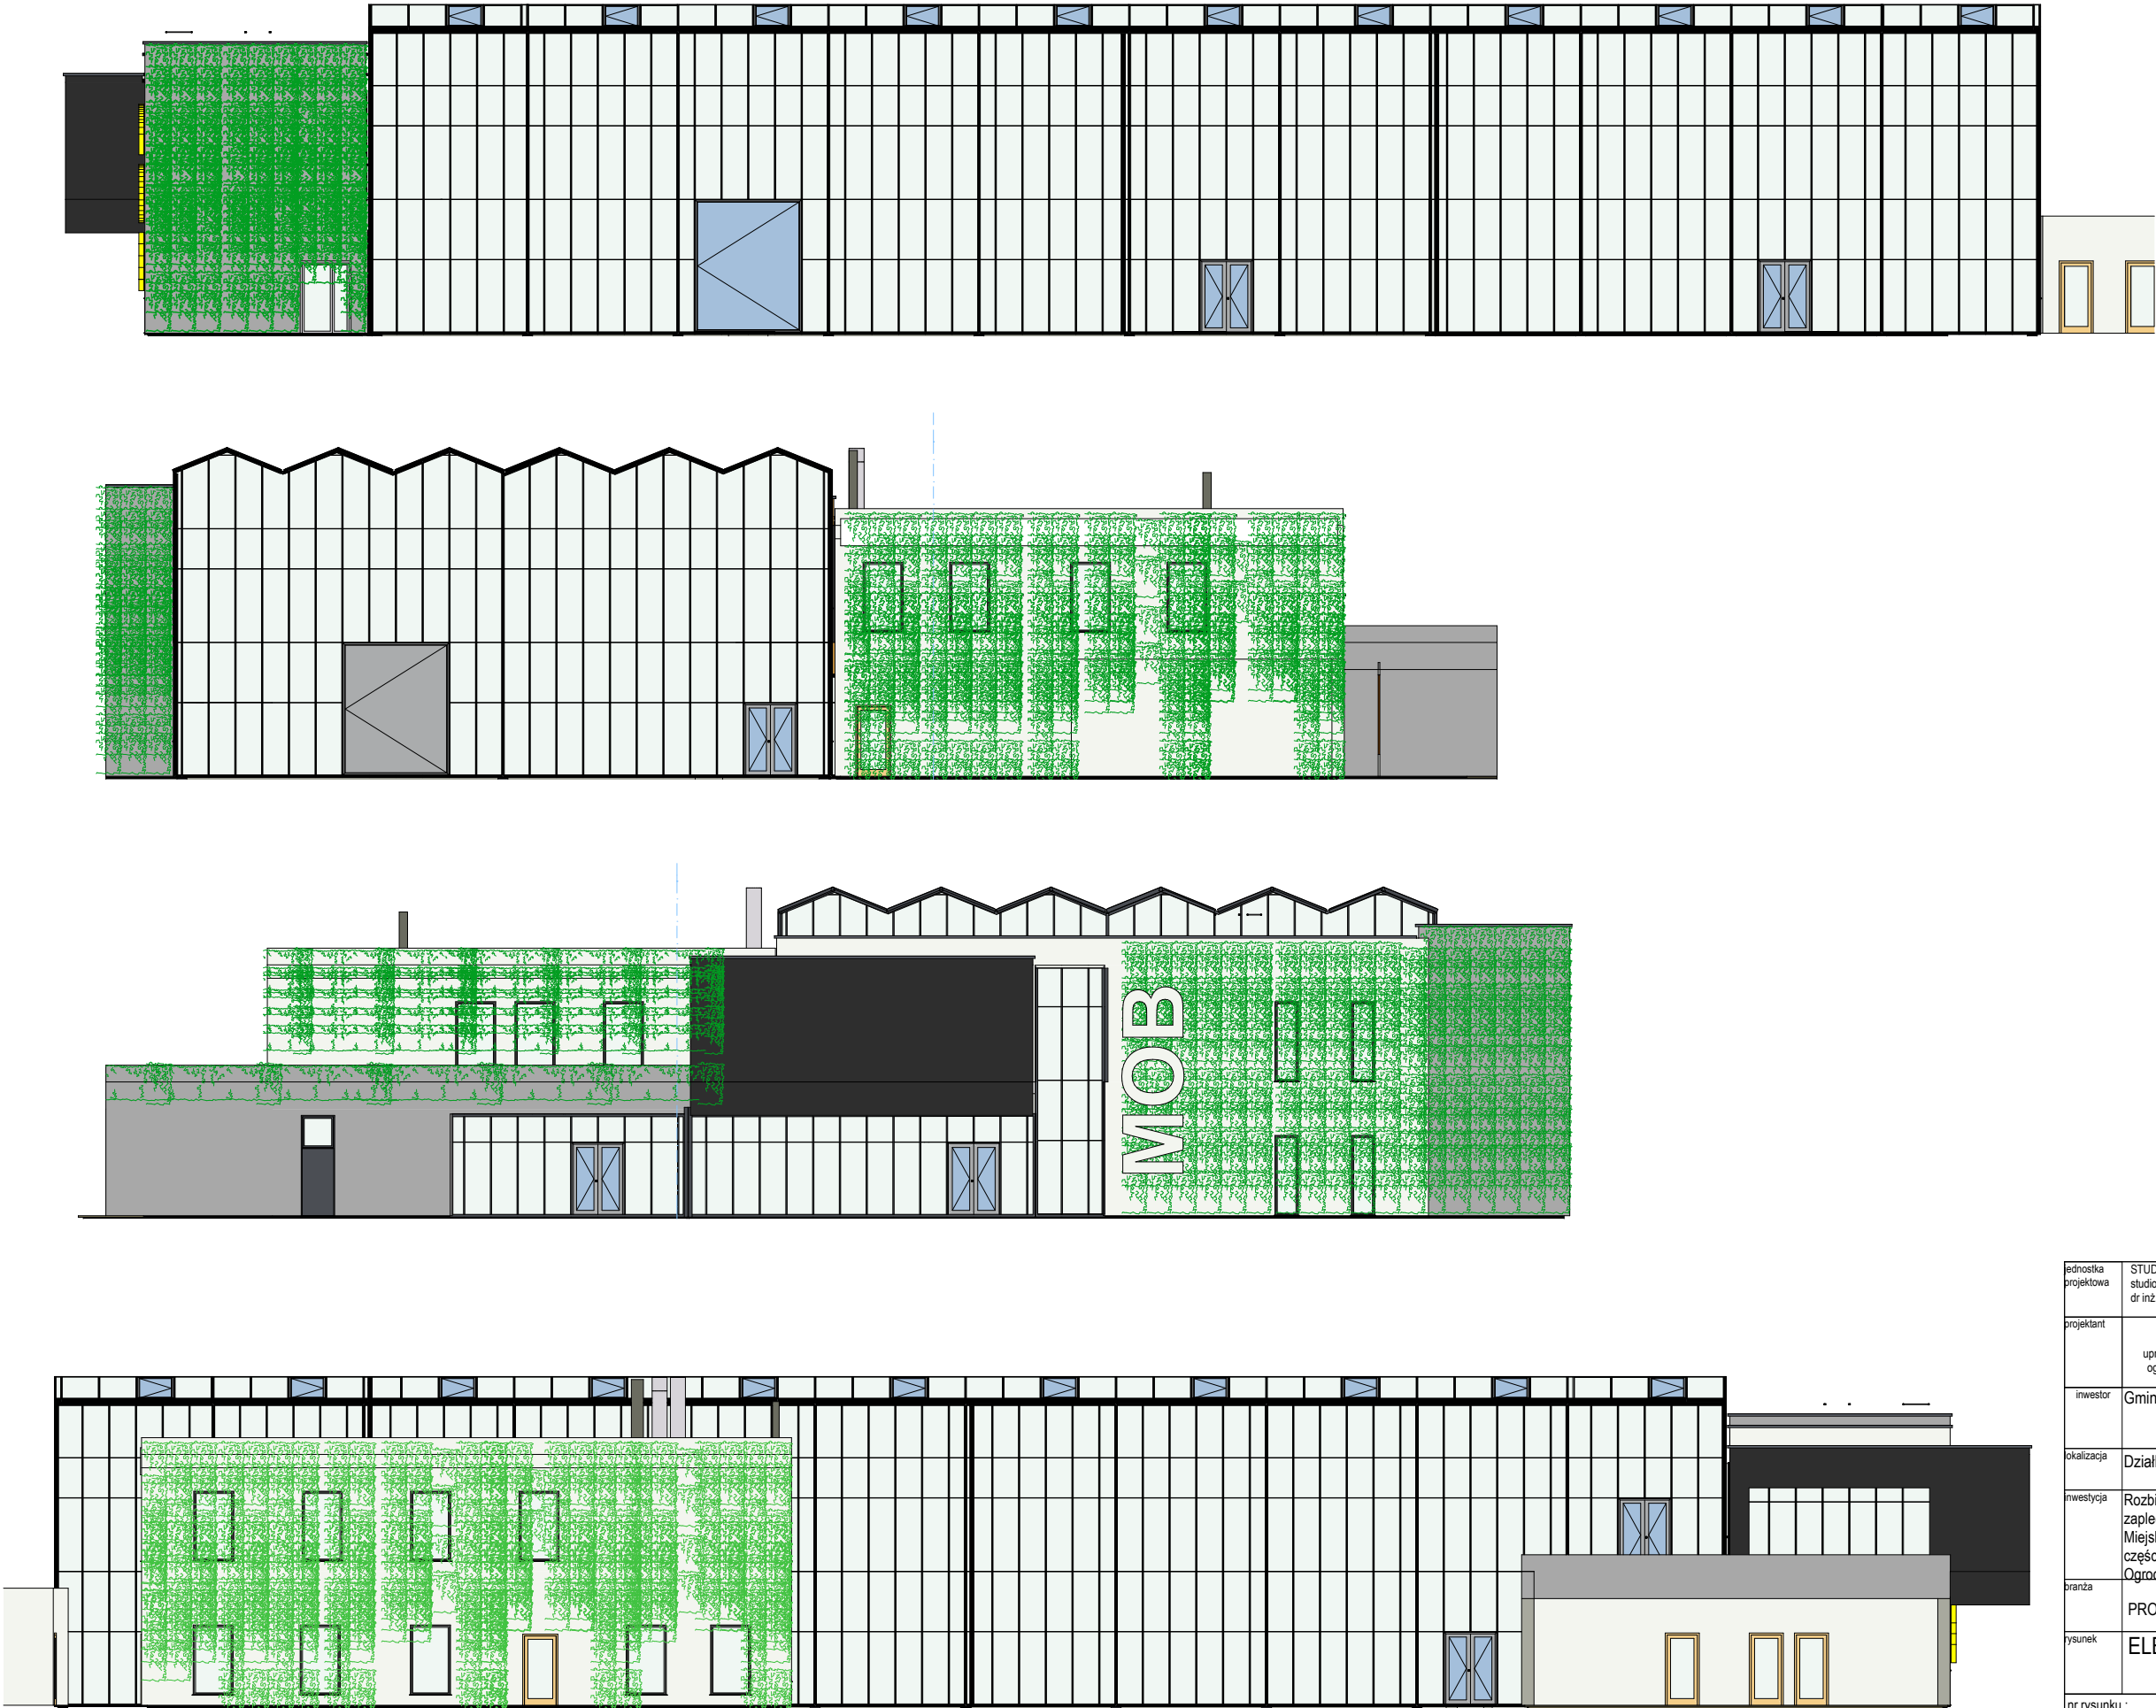 MOB
jednostka
projektowa
STUD
studio
dr inż
projektant
upr
og
inwestor
Gmin
lokalizacja
Dział
inwestycja
Rozbi
zaple
Miejsk
częśc
Ogrod
branża
PRO
rysunek
ELE
nr rysunku :